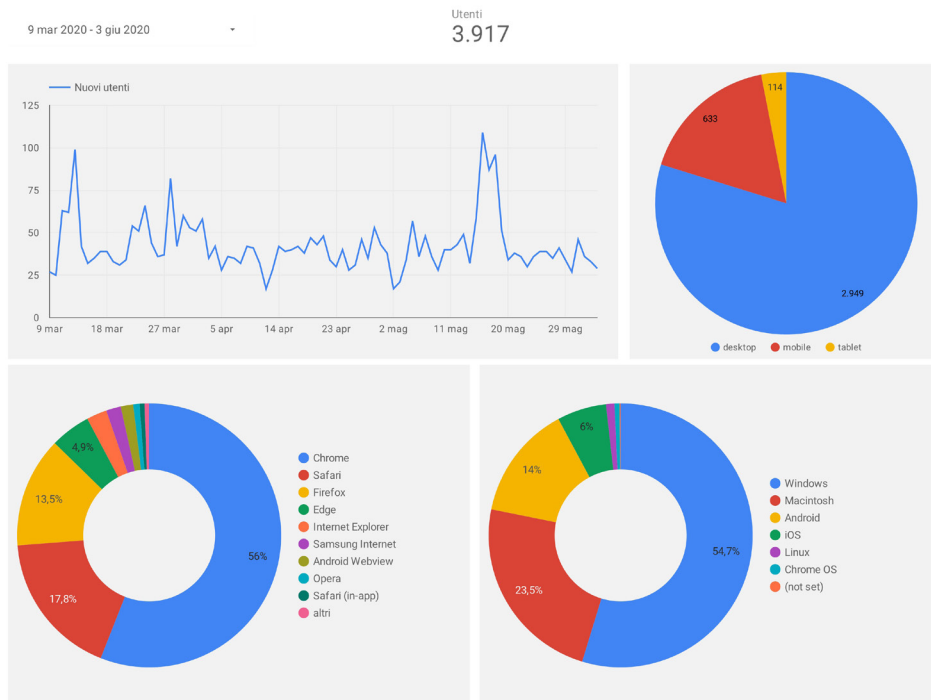 9 mar 2020 - 3 giu 2020
Utenti
3.917
Nuovi utenti
125
100
75
50
25
0
9 mar 18 mar 27 mar 5 apr 14 apr 23 apr 2 mag 11 mag 20 mag 29 mag
114
633
2.949
desktop mobile tablet
4,9%
13,5%
56%
17,8%
Chrome
Safari
Firefox
Edge
Internet Explorer
Samsung Internet
Android Webview
Opera
Safari (in-app)
altri
6%
14%
54,7%
23,5%
Windows
Macintosh
Android
iOS
Linux
Chrome OS
(not set)